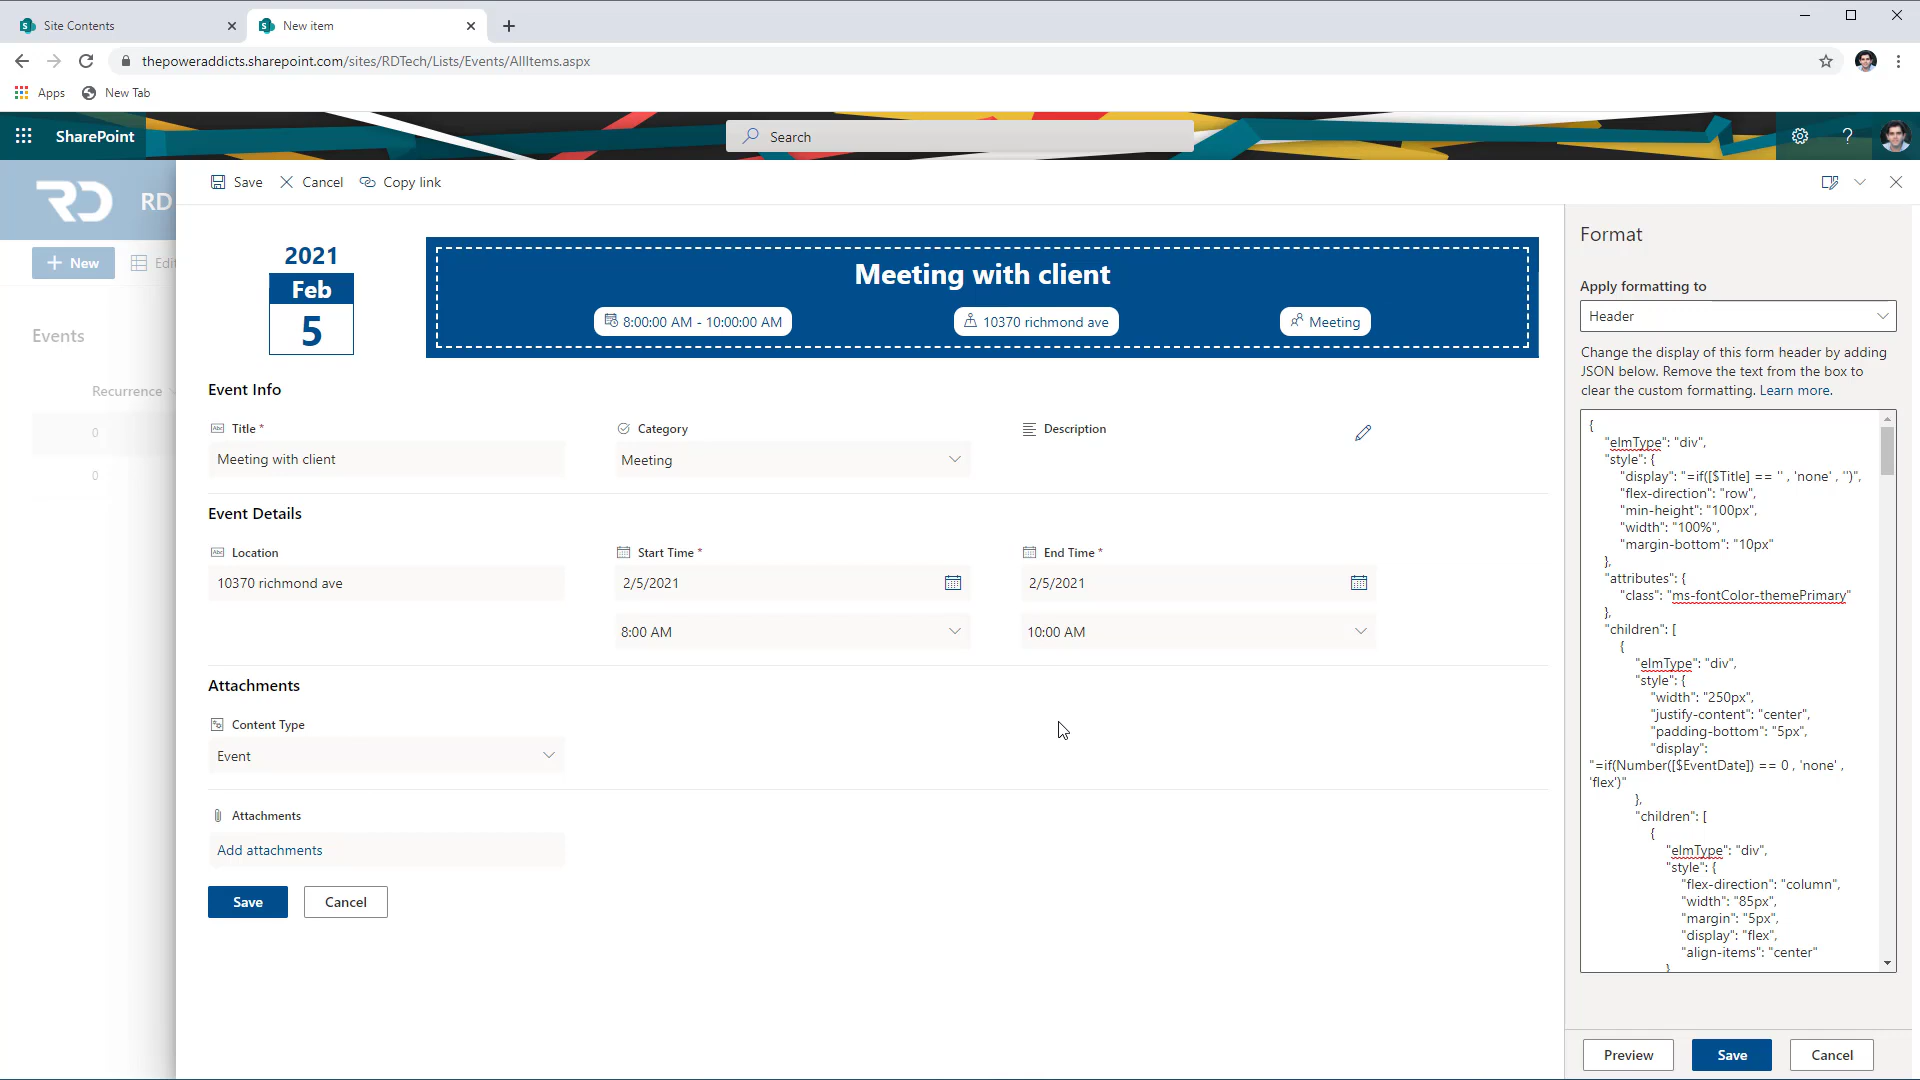 Site Contents
New item
thepoweraddicts.sharepoint.com/sites/RDTech/Lists/Events/AllItems.aspx
Apps
New Tab
SharePoint
Search
?
RD
RD
Save
Cancel
Copy link
New
Edit
Events
Recurrence
0
0
2021
Feb
5
Meeting with client
8:00:00 AM - 10:00:00 AM
10370 richmond ave
Meeting
Event Info
Title *
Category
Description
Meeting with client
Meeting
Event Details
Location
Start Time *
End Time *
10370 richmond ave
2/5/2021
2/5/2021
8:00 AM
10:00 AM
Attachments
Content Type
Event
Attachments
Add attachments
Save
Cancel
Format
Apply formatting to
Header
Change the display of this form header by adding
JSON below. Remove the text from the box to
clear the custom formatting. Learn more.
{
"elmType": "div",
"style": {
"display": "=if([$Title] == '' , 'none' , '')",
"flex-direction": "row",
"min-height": "100px",
"width": "100%",
"margin-bottom": "10px"
},
"attributes": {
"class": "ms-fontColor-themePrimary"
},
"children": [
{
"elmType": "div",
"style": {
"width": "250px",
"justify-content": "center",
"padding-bottom": "5px",
"display":
"=if(Number([$EventDate]) == 0 , 'none' ,
'flex')"
},
"children": [
{
"elmType": "div",
"style": {
"flex-direction": "column",
"width": "85px",
"margin": "5px",
"display": "flex",
"align-items": "center"
}
Preview
Save
Cancel